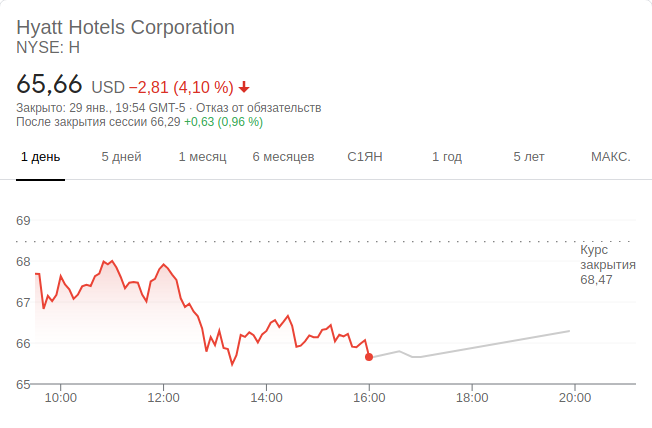 Hyatt Hotels Corporation
NYSE: H
65,66 USD −2,81 (4,10 %)
Закрыто: 29 янв., 19:54 GMT-5 · Отказ от обязательств
После закрытия сессии 66,29 +0,63 (0,96 %)
1 день 5 дней 1 месяц 6 месяцев С1ЯН 1 год 5 лет МАКС.
69
68
67
66
65
Курс
закрытия
68,47
10:00 12:00 14:00 16:00 18:00 20:00